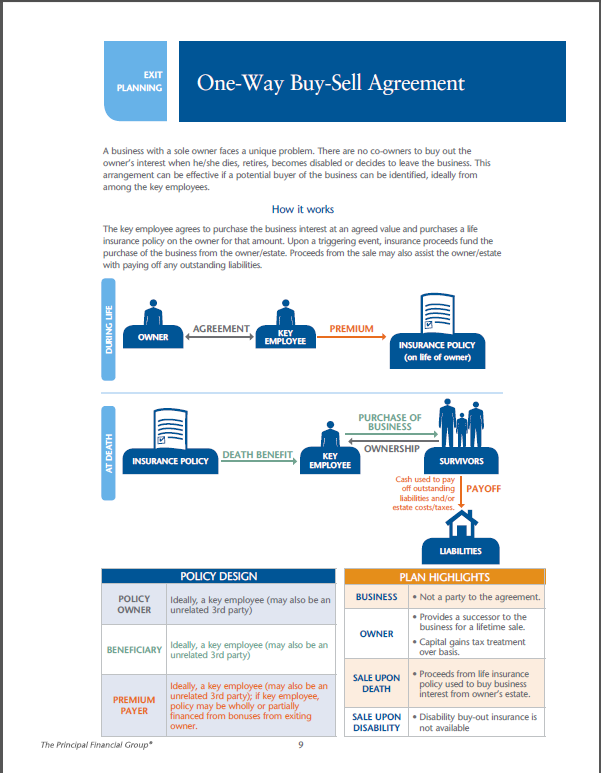 EXIT
PLANNING
One-Way Buy-Sell Agreement
A business with a sole owner faces a unique problem. There are no co-owners to buy out the
owner's interest when he/she dies, retires, becomes disabled or decides to leave the business. This
arrangement can be effective if a potential buyer of the business can be identified, ideally from
among the key employees.
How it works
The key employee agrees to purchase the business interest at an agreed value and purchases a life
insurance policy on the owner for that amount. Upon a triggering event, insurance proceeds fund the
purchase of the business from the owner/estate. Proceeds from the sale may also assist the owner/estate
with paying off any outstanding liabilities.
DURING LIFE
OWNER
AGREEMENT
KEY
EMPLOYEE
PREMIUM
INSURANCE POLICY
(on life of owner)
AT DEATH
INSURANCE POLICY
DEATH BENEFIT
KEY
EMPLOYEE
PURCHASE OF
BUSINESS
OWNERSHIP
SURVIVORS
Cash used to pay
off outstanding
liabilities and/or
estate costs/taxes.
PAYOFF
LIABILITIES
POLICY DESIGN
POLICY
OWNER
Ideally, a key employee (may also be an
unrelated 3rd party)
BENEFICIARY
Ideally, a key employee (may also be an
unrelated 3rd party)
PREMIUM
PAYER
Ideally, a key employee (may also be an
unrelated 3rd party); if key employee,
policy may be wholly or partially
financed from bonuses from exiting
owner.
PLAN HIGHLIGHTS
BUSINESS
• Not a party to the agreement.
OWNER
• Provides a successor to the
business for a lifetime sale.
• Capital gains tax treatment
over basis.
SALE UPON
DEATH
• Proceeds from life insurance
policy used to buy business
interest from owner's estate.
SALE UPON
DISABILITY
• Disability buy-out insurance is
not available
The Principal Financial Group®
9